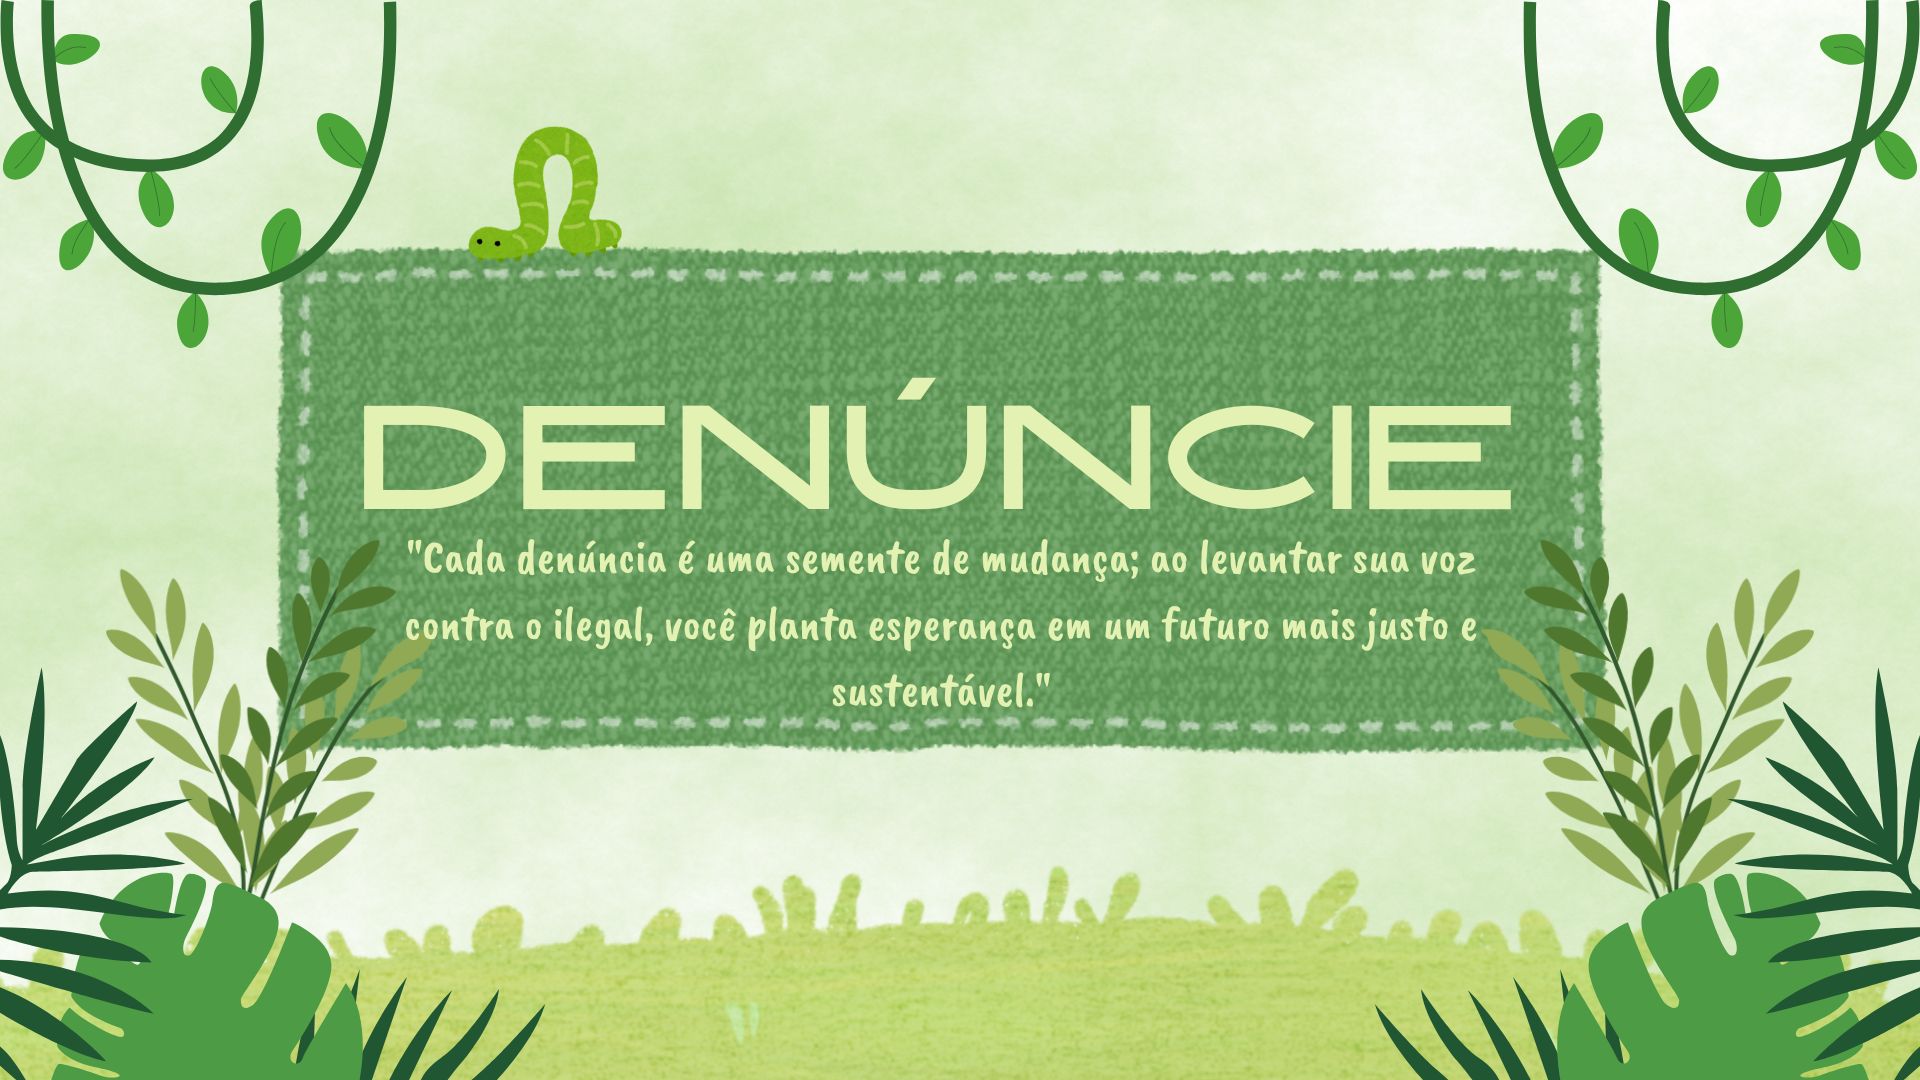 DENÚNCIE
"Cada denúncia é uma semente de mudança; ao levantar sua voz
contra o ilegal, você planta esperança em um futuro mais justo e
sustentável."